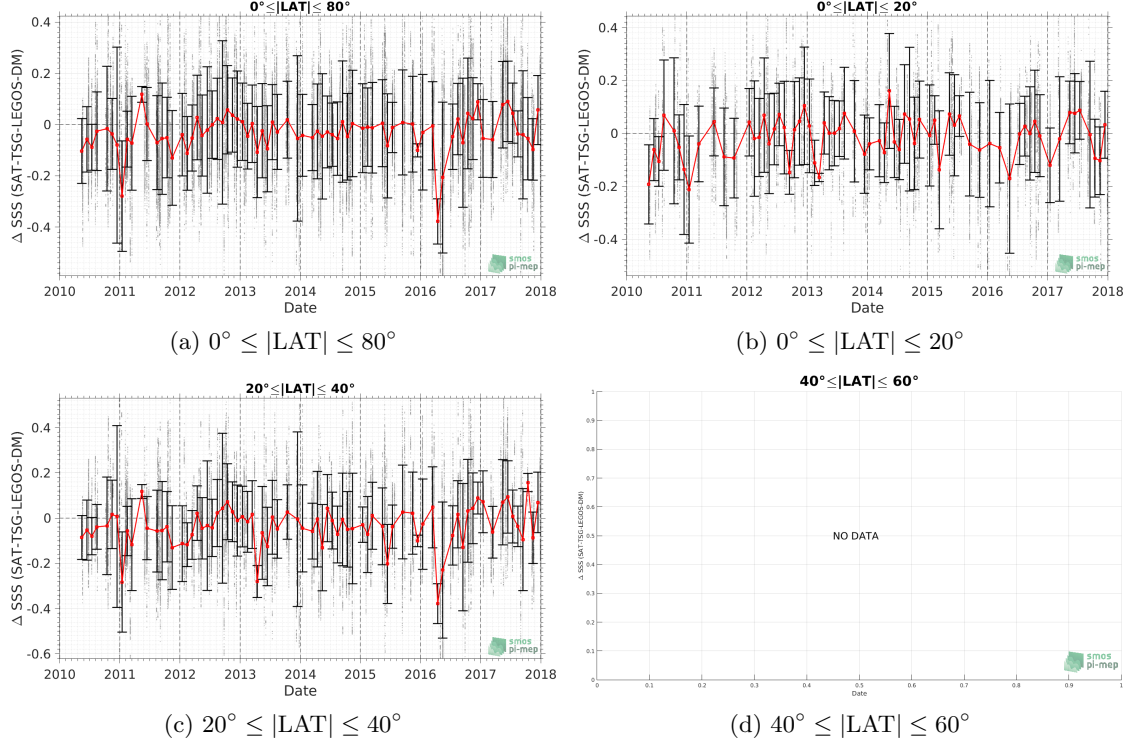 0°≤|LAT|≤ 80°
Δ SSS (SAT-TSG-LEGOS-DM)
0.4
0.2
0
-0.2
-0.4
smos
pi-mep
2010 2011 2012 2013 2014 2015 2016 2017 2018
Date
(a) 0° ≤ |LAT| ≤ 80°
0°≤|LAT|≤ 20°
Δ SSS (SAT-TSG-LEGOS-DM)
0.4
0.2
0
-0.2
-0.4
smos
pi-mep
2010 2011 2012 2013 2014 2015 2016 2017 2018
Date
(b) 0° ≤ |LAT| ≤ 20°
20°≤|LAT|≤ 40°
Δ SSS (SAT-TSG-LEGOS-DM)
0.4
0.2
0
-0.2
-0.4
-0.6
smos
pi-mep
2010 2011 2012 2013 2014 2015 2016 2017 2018
Date
(c) 20° ≤ |LAT| ≤ 40°
40°≤|LAT|≤ 60°
Δ SSS (SAT-TSG-LEGOS-DM)
1
0.9
0.8
0.7
0.6
0.5
0.4
0.3
0.2
0.1
0
NO DATA
smos
pi-mep
0 0.1 0.2 0.3 0.4 0.5 0.6 0.7 0.8 0.9 1
Date
(d) 40° ≤ |LAT| ≤ 60°